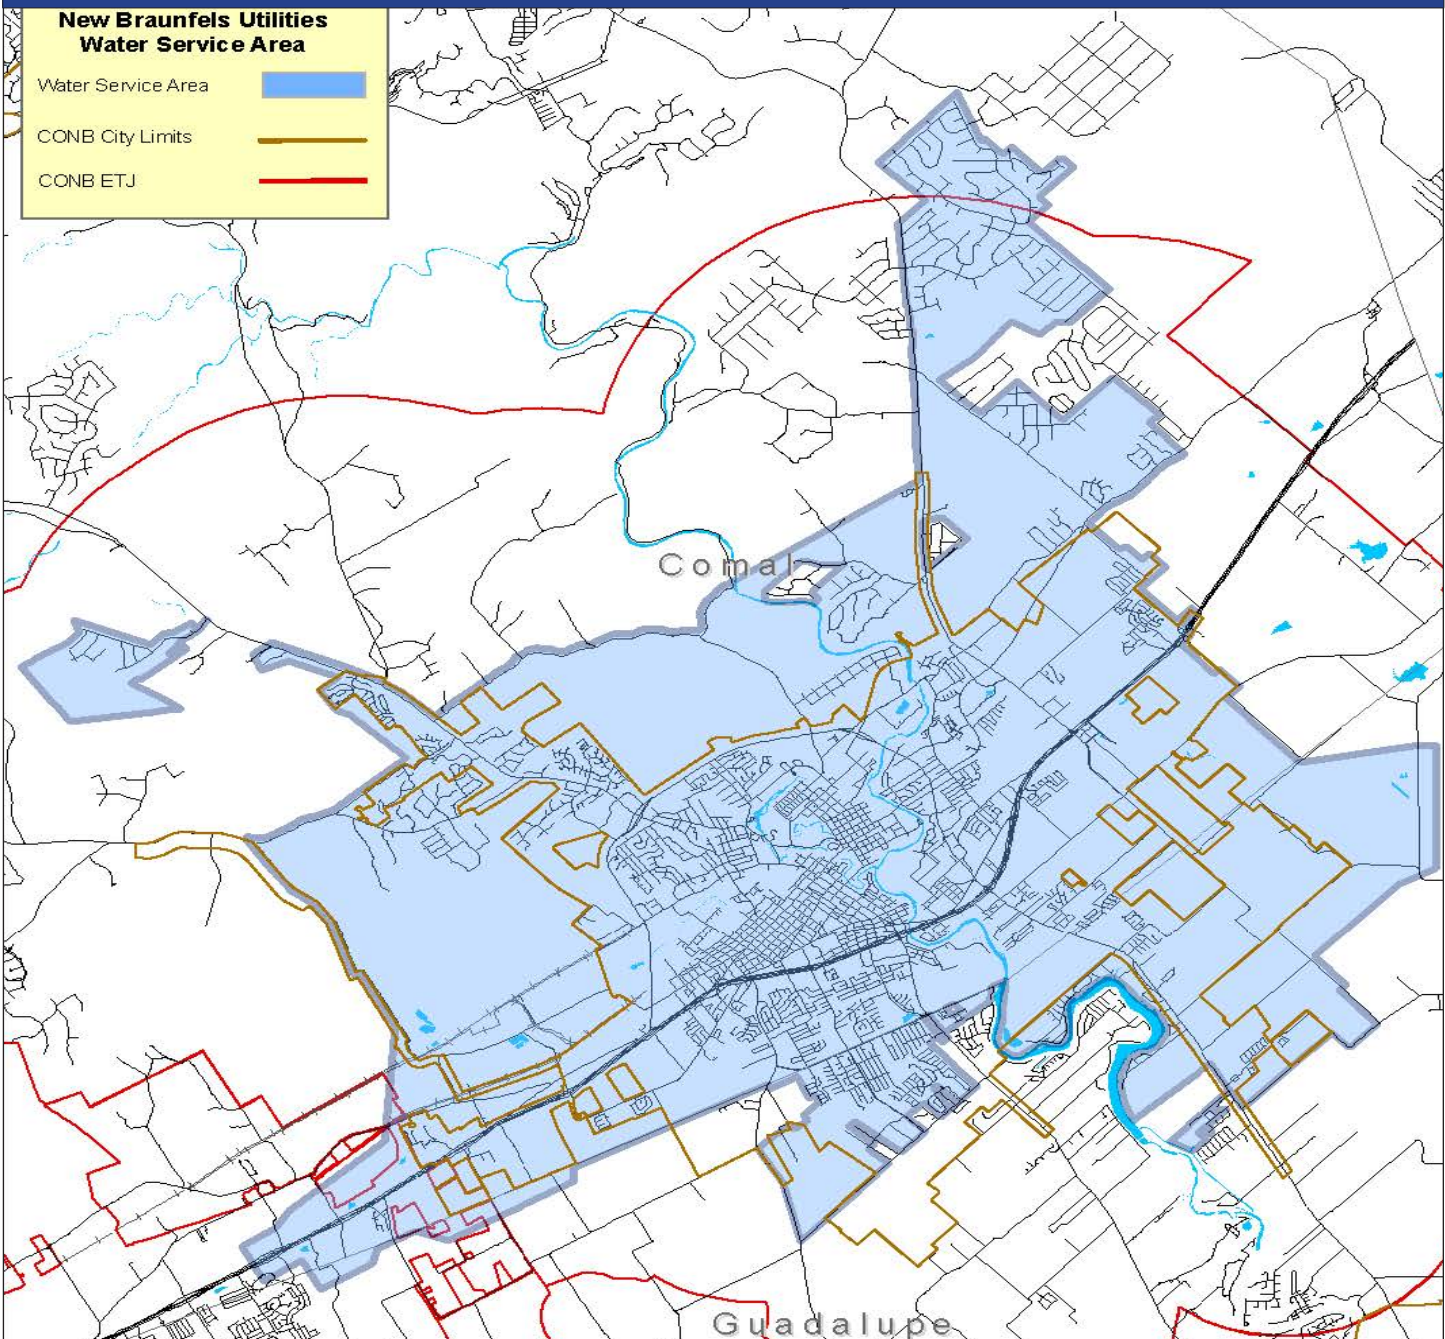 New Braunfels Utilities
Water Service Area
Water Service Area
CONB City Limits
CONB ETJ
Comal
Guadalupe